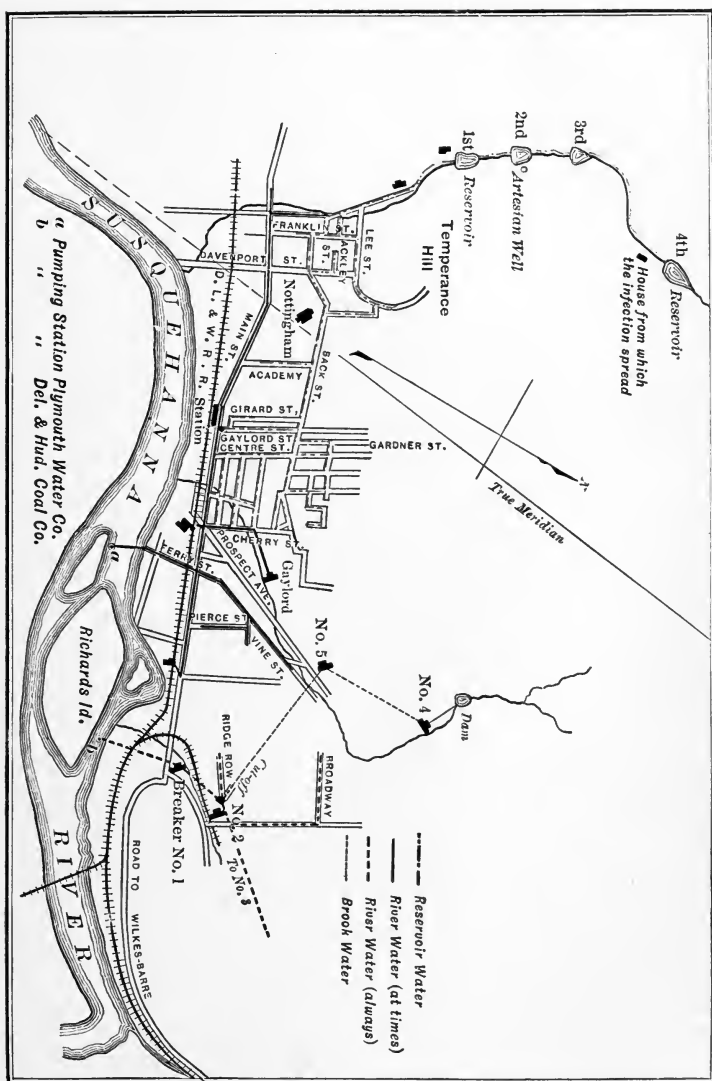 3rd
2nd
1st
Artesian Well
Reservoir
4th
Reservoir
House from which
the infection spread
Temperance
Hill
FRANKLIN ST.
LEE ST.
ACKLEY
ST.
DAVENPORT ST.
Nottingham
D. L. & W. R. R.
Station
MAIN ST.
BACK ST.
ACADEMY
GIRARD ST.
GAYLORD ST.
CENTRE ST.
GARDNER ST.
True Meridian
CHERRY ST.
Gaylord
PROSPECT AVE.
FERRY ST.
PIERCE ST
VINE ST.
No. 5
No. 4
Dam
BROADWAY
RIDGE ROW
Cut-off
No. 2
To No. 3
Breaker No. 1
ROAD TO WILKES-BARRE
SUSQUEHANNA
RIVER
a
Richards Id.
b
a Pumping Station Plymouth Water Co.
b " " Del. & Hud. Coal Co.
Reservoir Water
River Water (at times)
Rivsr Water (always)
Brook Water